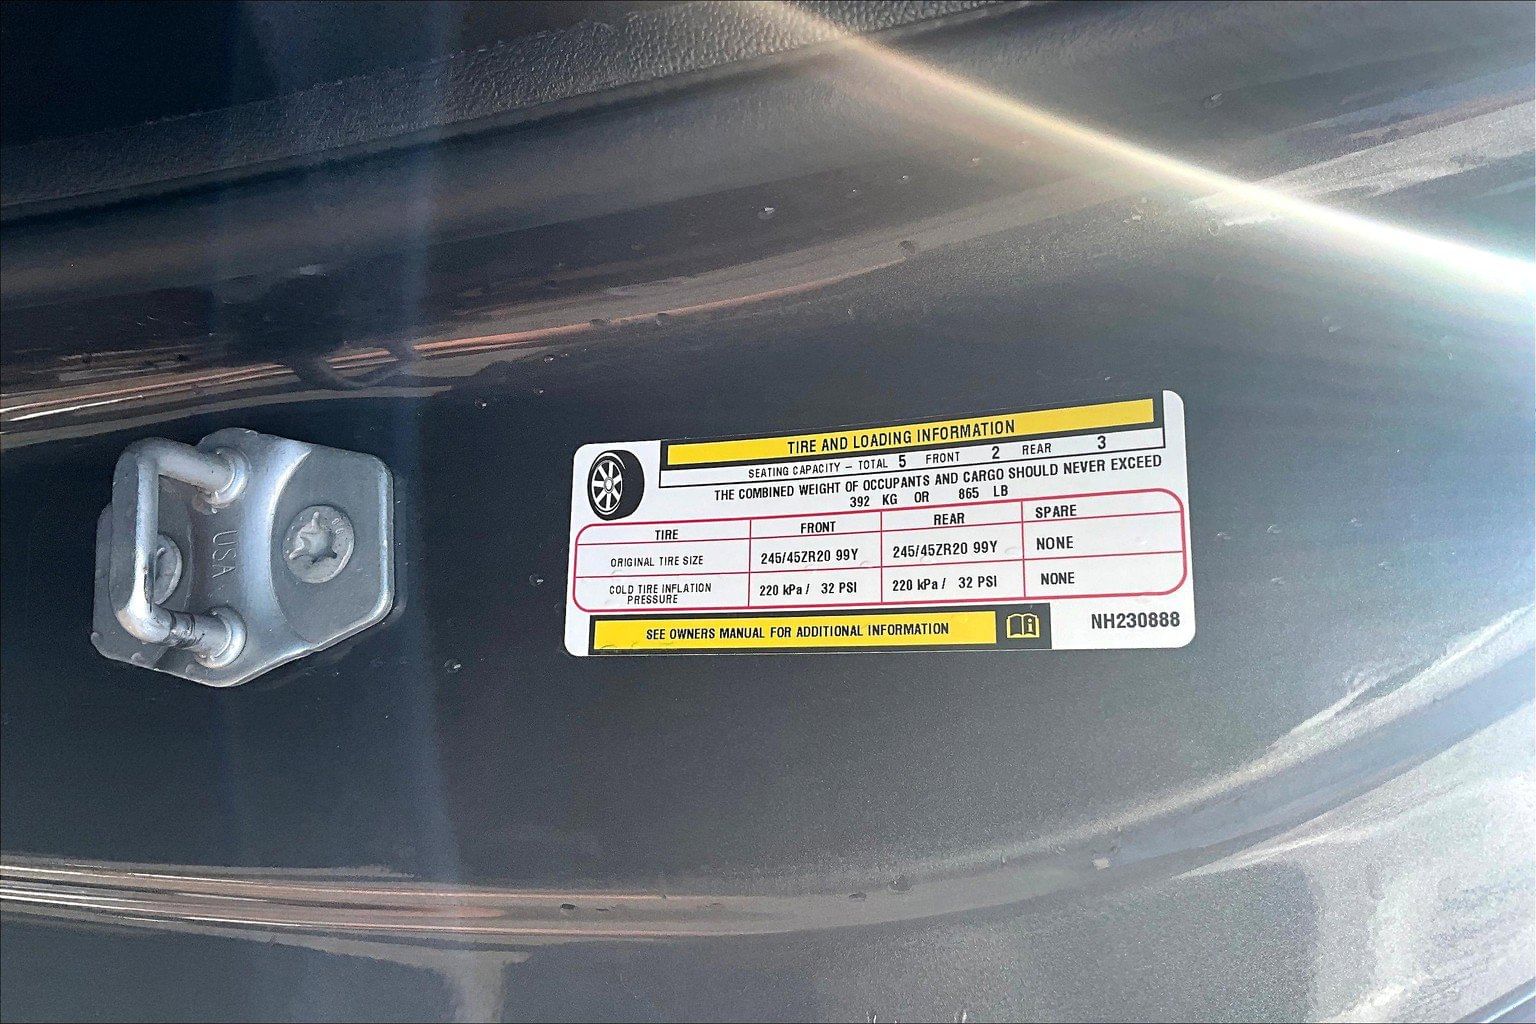 TIRE AND LOADING INFORMATION
SEATING CAPACITY – TOTAL 5 FRONT 2 REAR 3
THE COMBINED WEIGHT OF OCCUPANTS AND CARGO SHOULD NEVER EXCEED
392 KG OR 865 LB
TIRE FRONT REAR SPARE
ORIGINAL TIRE SIZE 245/45ZR20 99Y 245/45ZR20 99Y NONE
COLD TIRE INFLATION PRESSURE 220 kPa / 32 PSI 220 kPa / 32 PSI NONE
SEE OWNERS MANUAL FOR ADDITIONAL INFORMATION
NH230888
USA